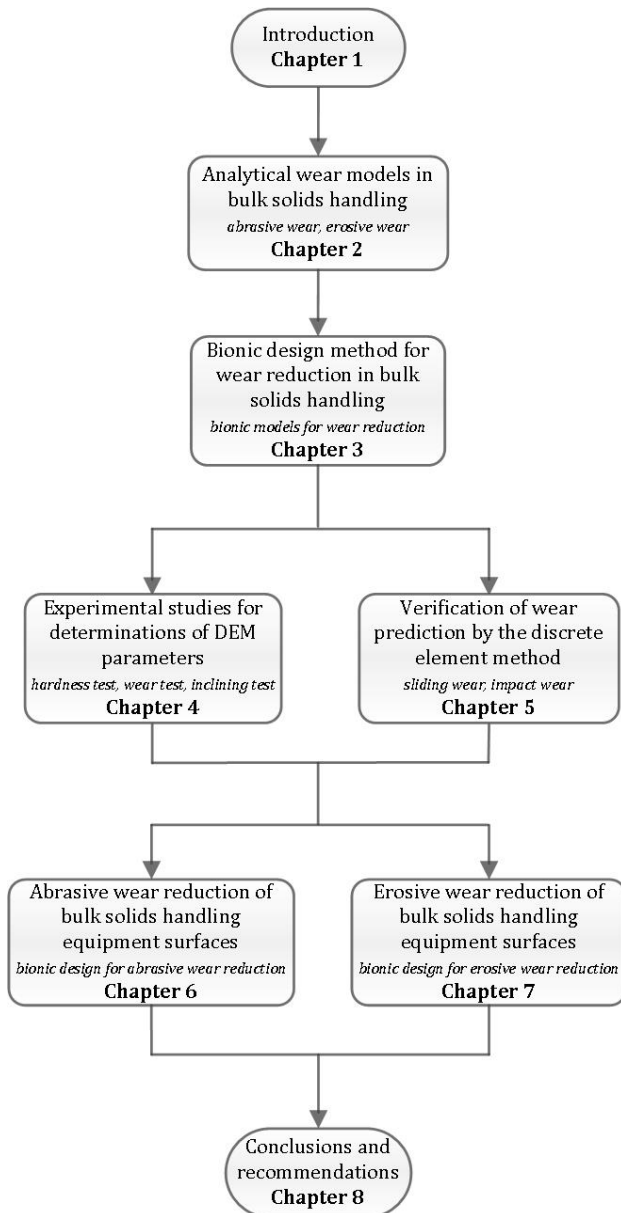 Introduction
Chapter 1
Analytical wear models in
bulk solids handling
abrasive wear, erosive wear
Chapter 2
Bionic design method for
wear reduction in bulk
solids handling
bionic models for wear reduction
Chapter 3
Experimental studies for
determinations of DEM
parameters
hardness test, wear test, inclining test
Chapter 4
Verification of wear
prediction by the discrete
element method
sliding wear, impact wear
Chapter 5
Abrasive wear reduction of
bulk solids handling
equipment surfaces
bionic design for abrasive wear reduction
Chapter 6
Erosive wear reduction of
bulk solids handling
equipment surfaces
bionic design for erosive wear reduction
Chapter 7
Conclusions and
recommendations
Chapter 8